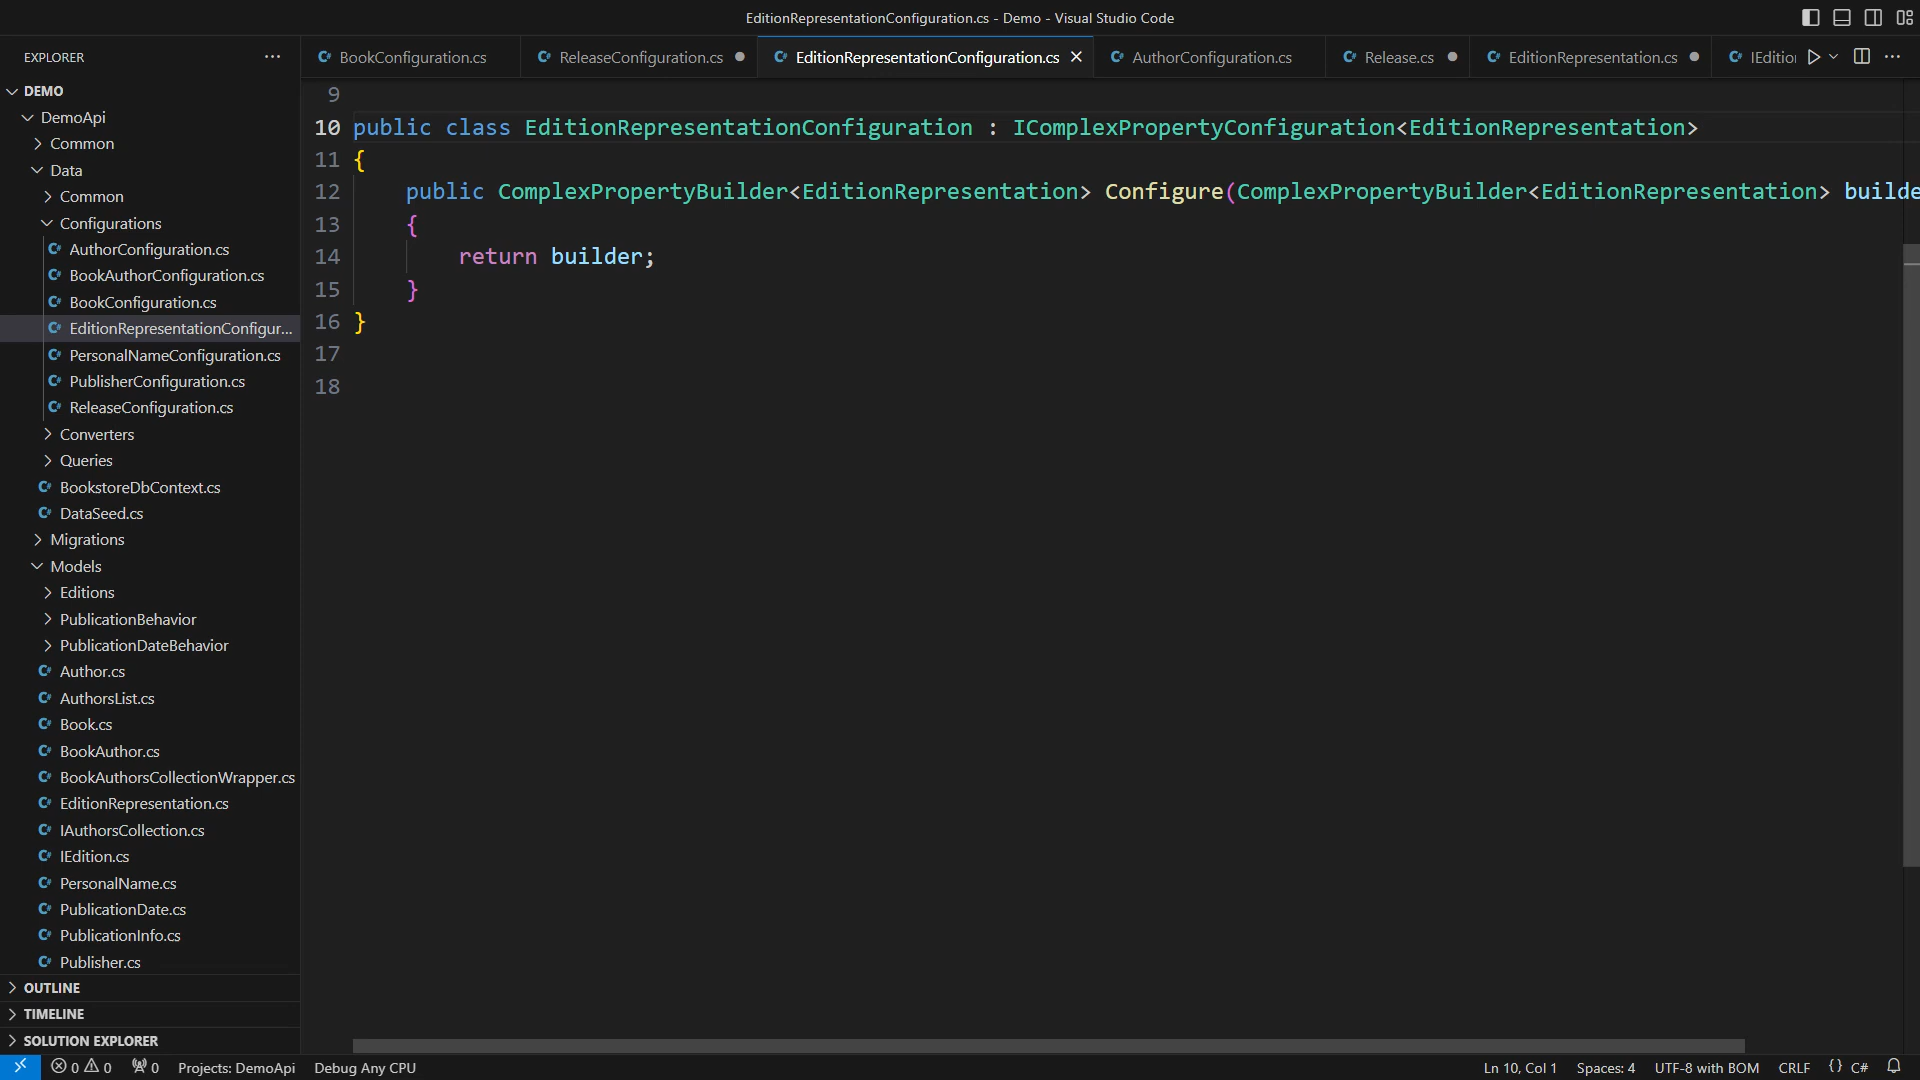 EditionRepresentationConfiguration.cs - Demo - Visual Studio Code
EXPLORER
BookConfiguration.cs
ReleaseConfiguration.cs
EditionRepresentationConfiguration.cs
AuthorConfiguration.cs
Release.cs
EditionRepresentation.cs
IEditio
DEMO
DemoApi
Common
Data
Common
Configurations
AuthorConfiguration.cs
BookAuthorConfiguration.cs
BookConfiguration.cs
EditionRepresentationConfigur...
PersonalNameConfiguration.cs
PublisherConfiguration.cs
ReleaseConfiguration.cs
Converters
Queries
BookstoreDbContext.cs
DataSeed.cs
Migrations
Models
Editions
PublicationBehavior
PublicationDateBehavior
Author.cs
AuthorsList.cs
Book.cs
BookAuthor.cs
BookAuthorsCollectionWrapper.cs
EditionRepresentation.cs
IAuthorsCollection.cs
IEdition.cs
PersonalName.cs
PublicationDate.cs
PublicationInfo.cs
Publisher.cs
OUTLINE
TIMELINE
SOLUTION EXPLORER
9
10 public class EditionRepresentationConfiguration : IComplexPropertyConfiguration<EditionRepresentation>
11 {
12 public ComplexPropertyBuilder<EditionRepresentation> Configure(ComplexPropertyBuilder<EditionRepresentation> builde
13 {
14 return builder;
15 }
16 }
17
18
0 0 0 Projects: DemoApi Debug Any CPU
Ln 10, Col 1 Spaces: 4 UTF-8 with BOM CRLF {} C#